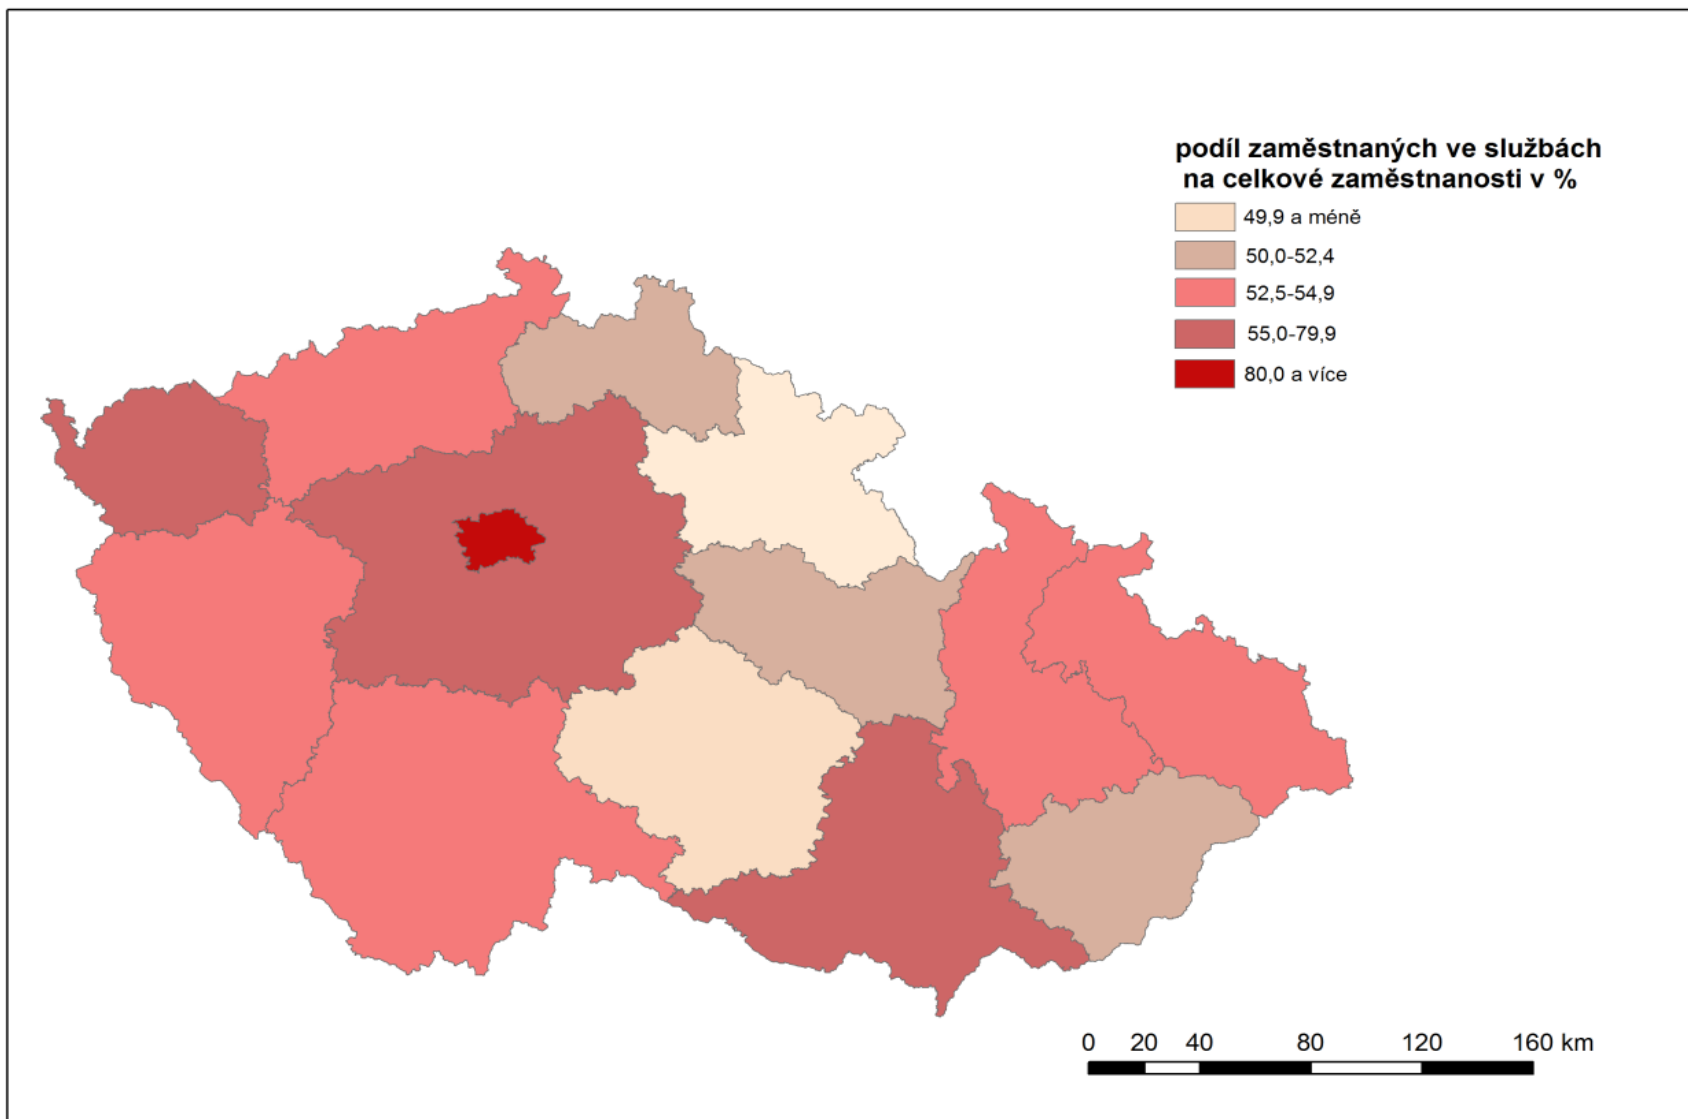 podíl zaměstnaných ve službách
na celkové zaměstnanosti v %
49,9 a méně
50,0-52,4
52,5-54,9
55,0-79,9
80,0 a více
0 20 40 80 120 160 km